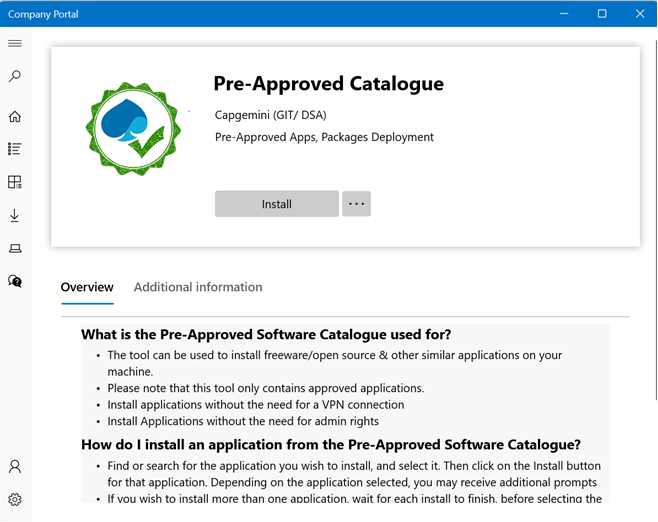 Company Portal
Pre-Approved Catalogue
Capgemini (GIT/ DSA)
Pre-Approved Apps, Packages Deployment
Install
Overview
Additional information
What is the Pre-Approved Software Catalogue used for?
• The tool can be used to install freeware/open source & other similar applications on your
machine.
• Please note that this tool only contains approved applications.
• Install applications without the need for a VPN connection
• Install Applications without the need for admin rights
How do I install an application from the Pre-Approved Software Catalogue?
• Find or search for the application you wish to install, and select it. Then click on the Install button
for that application. Depending on the application selected, you may receive additional prompts
• If you wish to install more than one application, wait for each install to finish, before selecting the